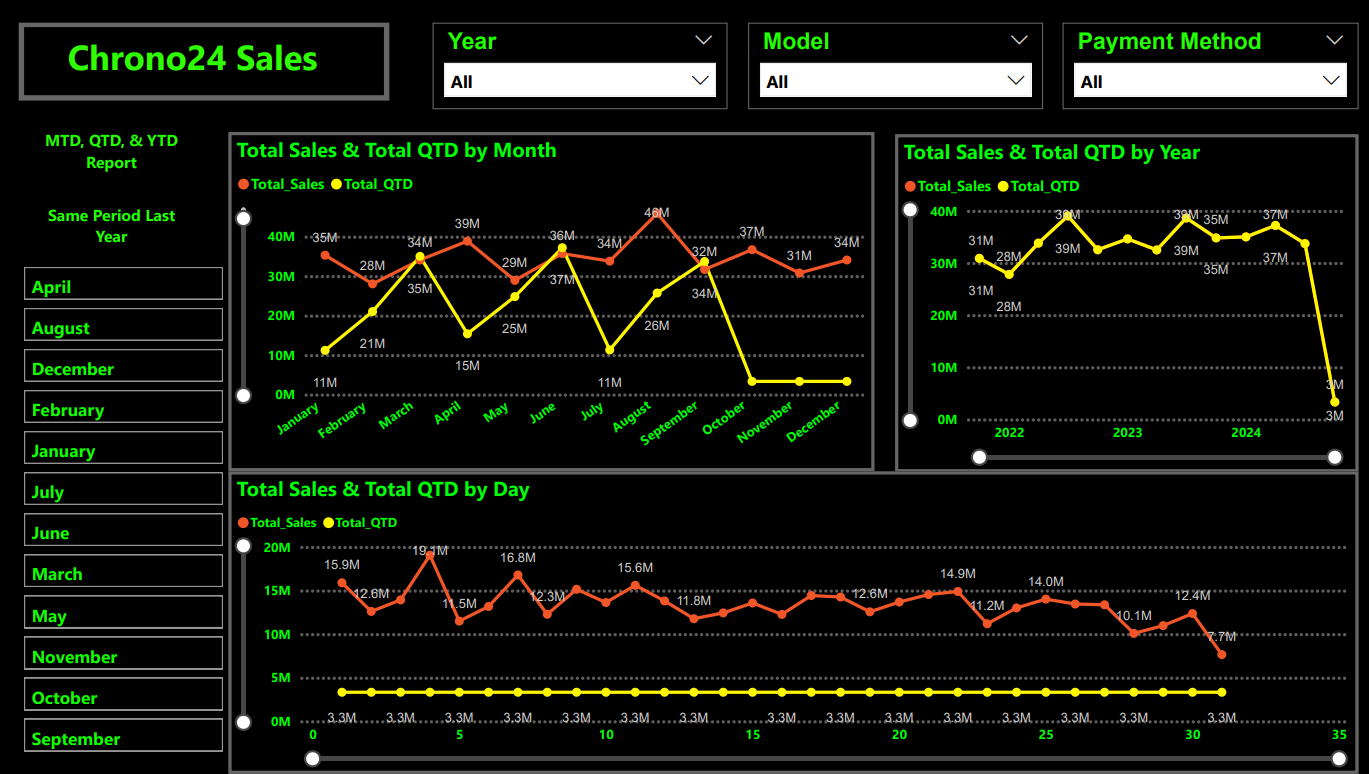 Chrono24 Sales
Year
All
Model
All
Payment Method
All
MTD, QTD, & YTD
Report
Same Period Last
Year
April
August
December
February
January
July
June
March
May
November
October
September
Total Sales & Total QTD by Month
Total_Sales Total_QTD
40M
30M
20M
10M
0M
35M
28M
34M
39M
29M
36M
34M
46M
32M
37M
31M
34M
11M
21M
35M
15M
25M
37M
11M
26M
34M
January
February
March
April
May
June
July
August
September
October
November
December
Total Sales & Total QTD by Year
Total_Sales Total_QTD
40M
30M
20M
10M
0M
31M
28M
39M
39M
35M
37M
3M
31M
28M
39M
39M
35M
37M
3M
2022 2023 2024
Total Sales & Total QTD by Day
Total_Sales Total_QTD
20M
15M
10M
5M
0M
15.9M
12.6M
19.1M
11.5M
16.8M
12.3M
15.6M
11.8M
12.6M
14.9M
11.2M
14.0M
10.1M
12.4M
7.7M
3.3M 3.3M 3.3M 3.3M 3.3M 3.3M 3.3M 3.3M 3.3M 3.3M 3.3M 3.3M 3.3M 3.3M 3.3M
0 5 10 15 20 25 30 35